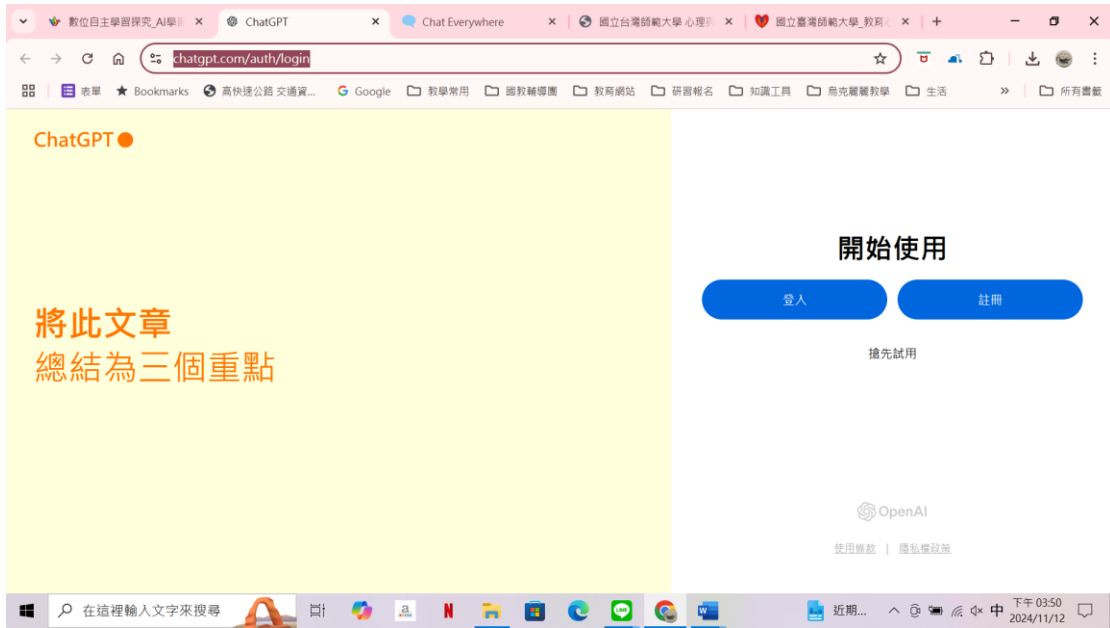 數位自主學習探究_AI學
ChatGPT
Chat Everywhere
國立台灣師範大學 心理
國立臺灣師範大學_教育
chatgpt.com/auth/login
表單
Bookmarks
高快速公路 交通資...
Google
教學常用
國教輔導團
教育網站
研習報名
知識工具
烏克麗麗教學
生活
»
所有書籤
ChatGPT
開始使用
登入
註冊
搶先試用
將此文章
總結為三個重點
OpenAI
使用條款 | 隱私權政策
在這裡輸入文字來搜尋
近期...
中
下午 03:50
2024/11/12